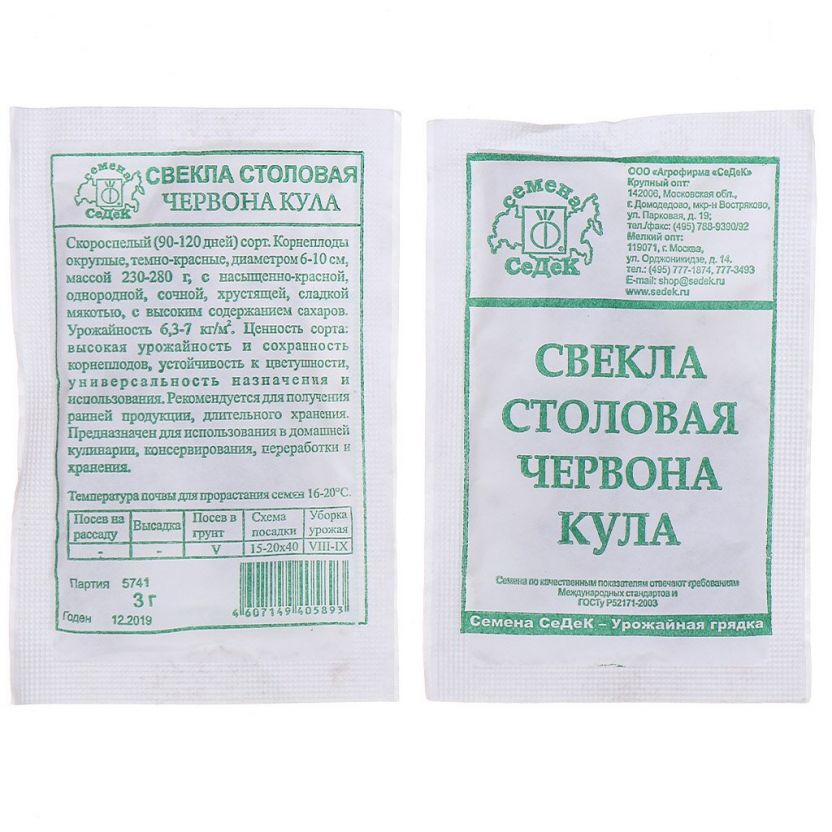 семена
СеДеК
СВЕКЛА СТОЛОВАЯ
ЧЕРВОНА КУЛА
Скороспелый (90-120 дней) сорт. Корнеплоды
округлые, темно-красные, диаметром 6-10 см,
массой 230-280 г, с насыщенно-красной,
однородной, сочной, хрустящей, сладкой
мякотью, с высоким содержанием сахаров.
Урожайность 6,3-7 кг/м². Ценность сорта:
высокая урожайность и сохранность
корнеплодов, устойчивость к цветушности,
универсальность назначения и
использования. Рекомендуется для получения
ранней продукции, длительного хранения.
Предназначен для использования в домашней
кулинарии, консервирования, переработки и
хранения.
Температура почвы для прорастания семян 16-20°С.
Посев на рассаду Высадка Посев в грунт Схема посадки Уборка урожая
- - V 15-20x40 VIII-IX
Партия 5741
3 г
Годен 12.2019
4607149405893
семена
СеДеК
ООО «Агрофирма «СеДеК»
Крупный опт:
142006, Московская обл.,
г. Домодедово, мкр-н Востряково,
ул. Парковая, д. 19;
тел./факс: (495) 788-9390/92
Мелкий опт:
119071, г. Москва,
ул. Орджоникидзе, д. 14.
тел.: (495) 777-1874, 777-3493
E-mail: shop@sedek.ru
www.sedek.ru
СВЕКЛА
СТОЛОВАЯ
ЧЕРВОНА
КУЛА
Семена по качественным показателям отвечают требованиям
Международных стандартов и
ГОСТу Р52171-2003
Семена СеДеК – Урожайная грядка